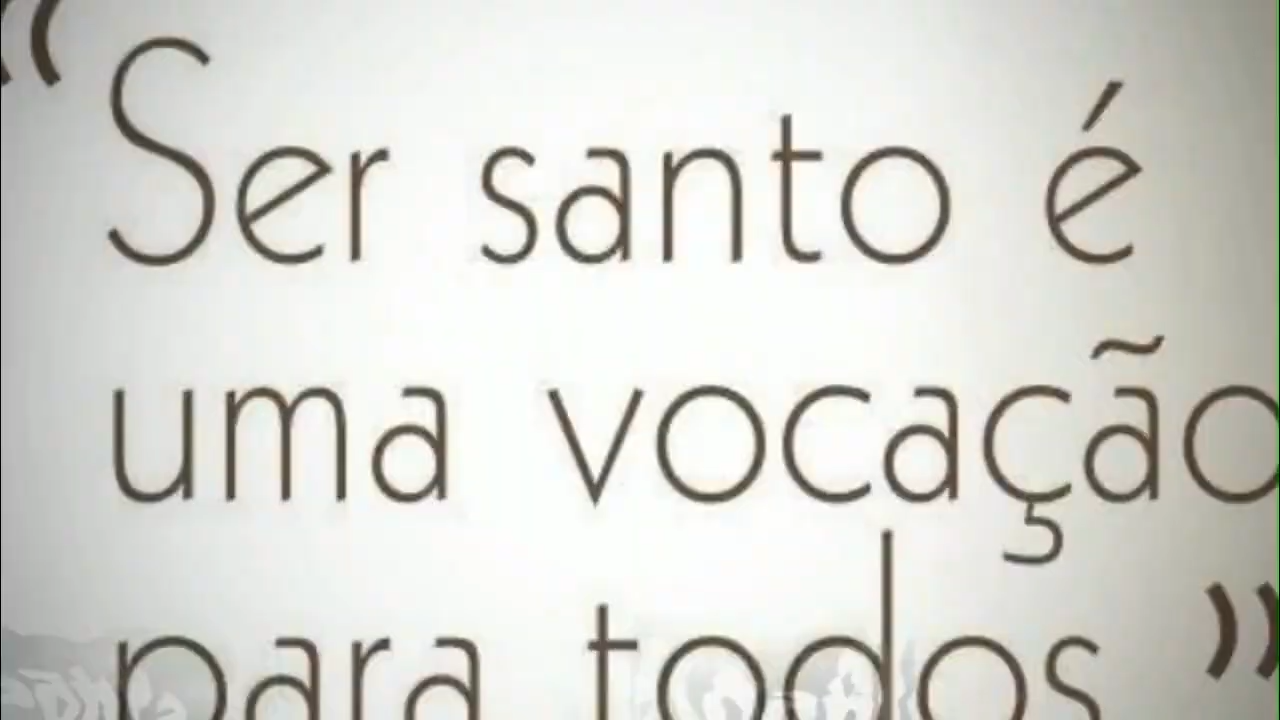 “Ser santo é
uma vocação
para todos”